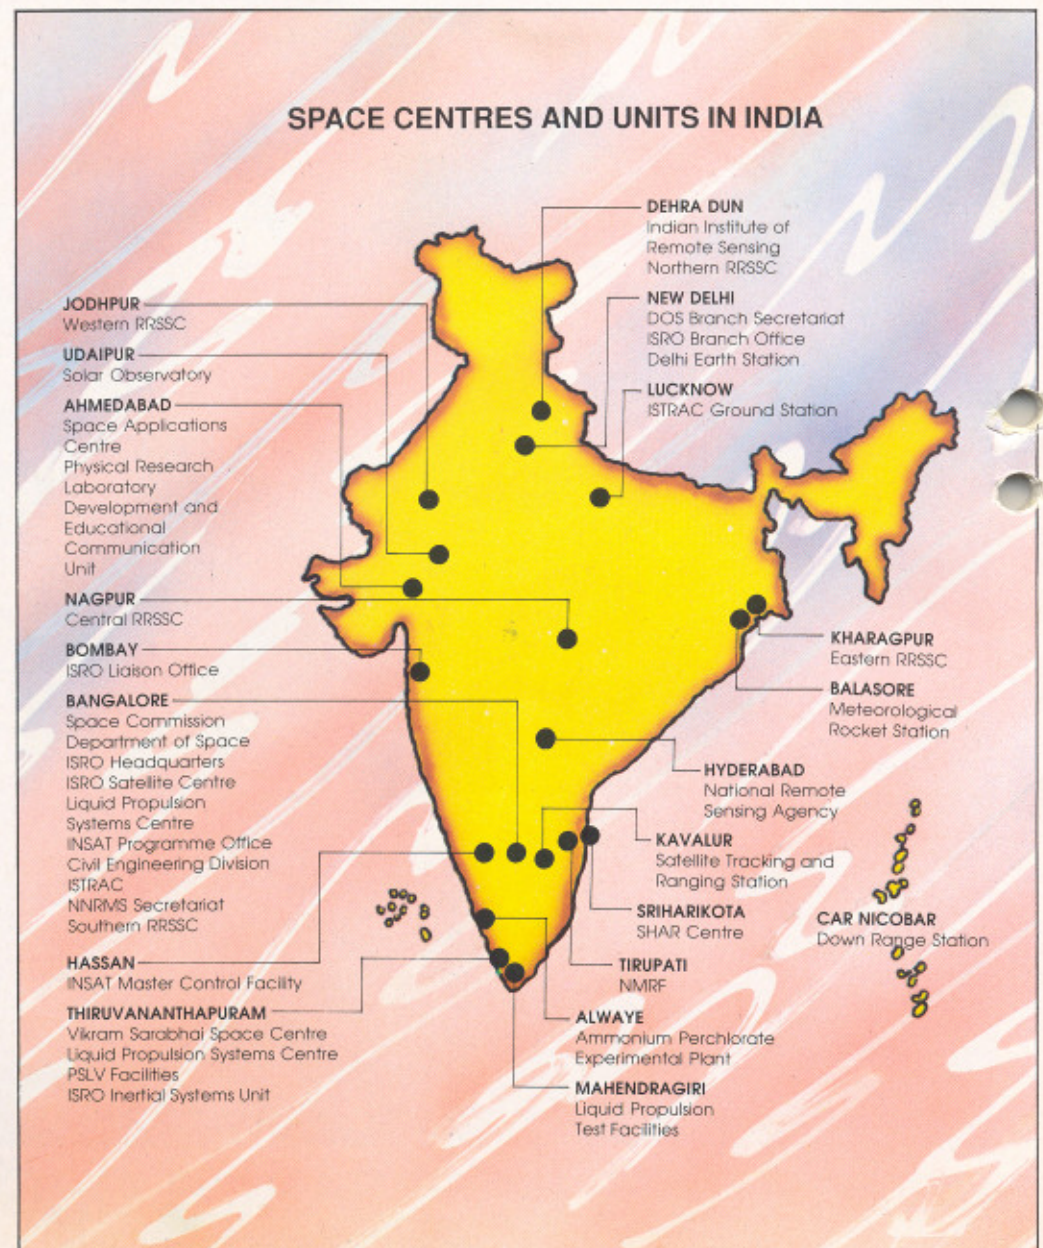 SPACE CENTRES AND UNITS IN INDIA
JODHPUR
Western RRSSC
UDAIPUR
Solar Observatory
AHMEDABAD
Space Applications
Centre
Physical Research
Laboratory
Development and
Educational
Communication
Unit
NAGPUR
Central RRSSC
BOMBAY
ISRO Liaison Office
BANGALORE
Space Commission
Department of Space
ISRO Headquarters
ISRO Satellite Centre
Liquid Propulsion
Systems Centre
INSAT Programme Office
Civil Engineering Division
ISTRAC
NNRMS Secretariat
Southern RRSSC
HASSAN
INSAT Master Control Facility
THIRUVANANTHAPURAM
Vikram Sarabhai Space Centre
Liquid Propulsion Systems Centre
PSLV Facilities
ISRO Inertial Systems Unit
DEHRA DUN
Indian Institute of
Remote Sensing
Northern RRSSC
NEW DELHI
DOS Branch Secretariat
ISRO Branch Office
Delhi Earth Station
LUCKNOW
ISTRAC Ground Station
KHARAGPUR
Eastern RRSSC
BALASORE
Meteorological
Rocket Station
HYDERABAD
National Remote
Sensing Agency
KAVALUR
Satellite Tracking and
Ranging Station
SRIHARIKOTA
SHAR Centre
CAR NICOBAR
Down Range Station
TIRUPATI
NMRF
ALWAYE
Ammonium Perchlorate
Experimental Plant
MAHENDRAGIRI
Liquid Propulsion
Test Facilities